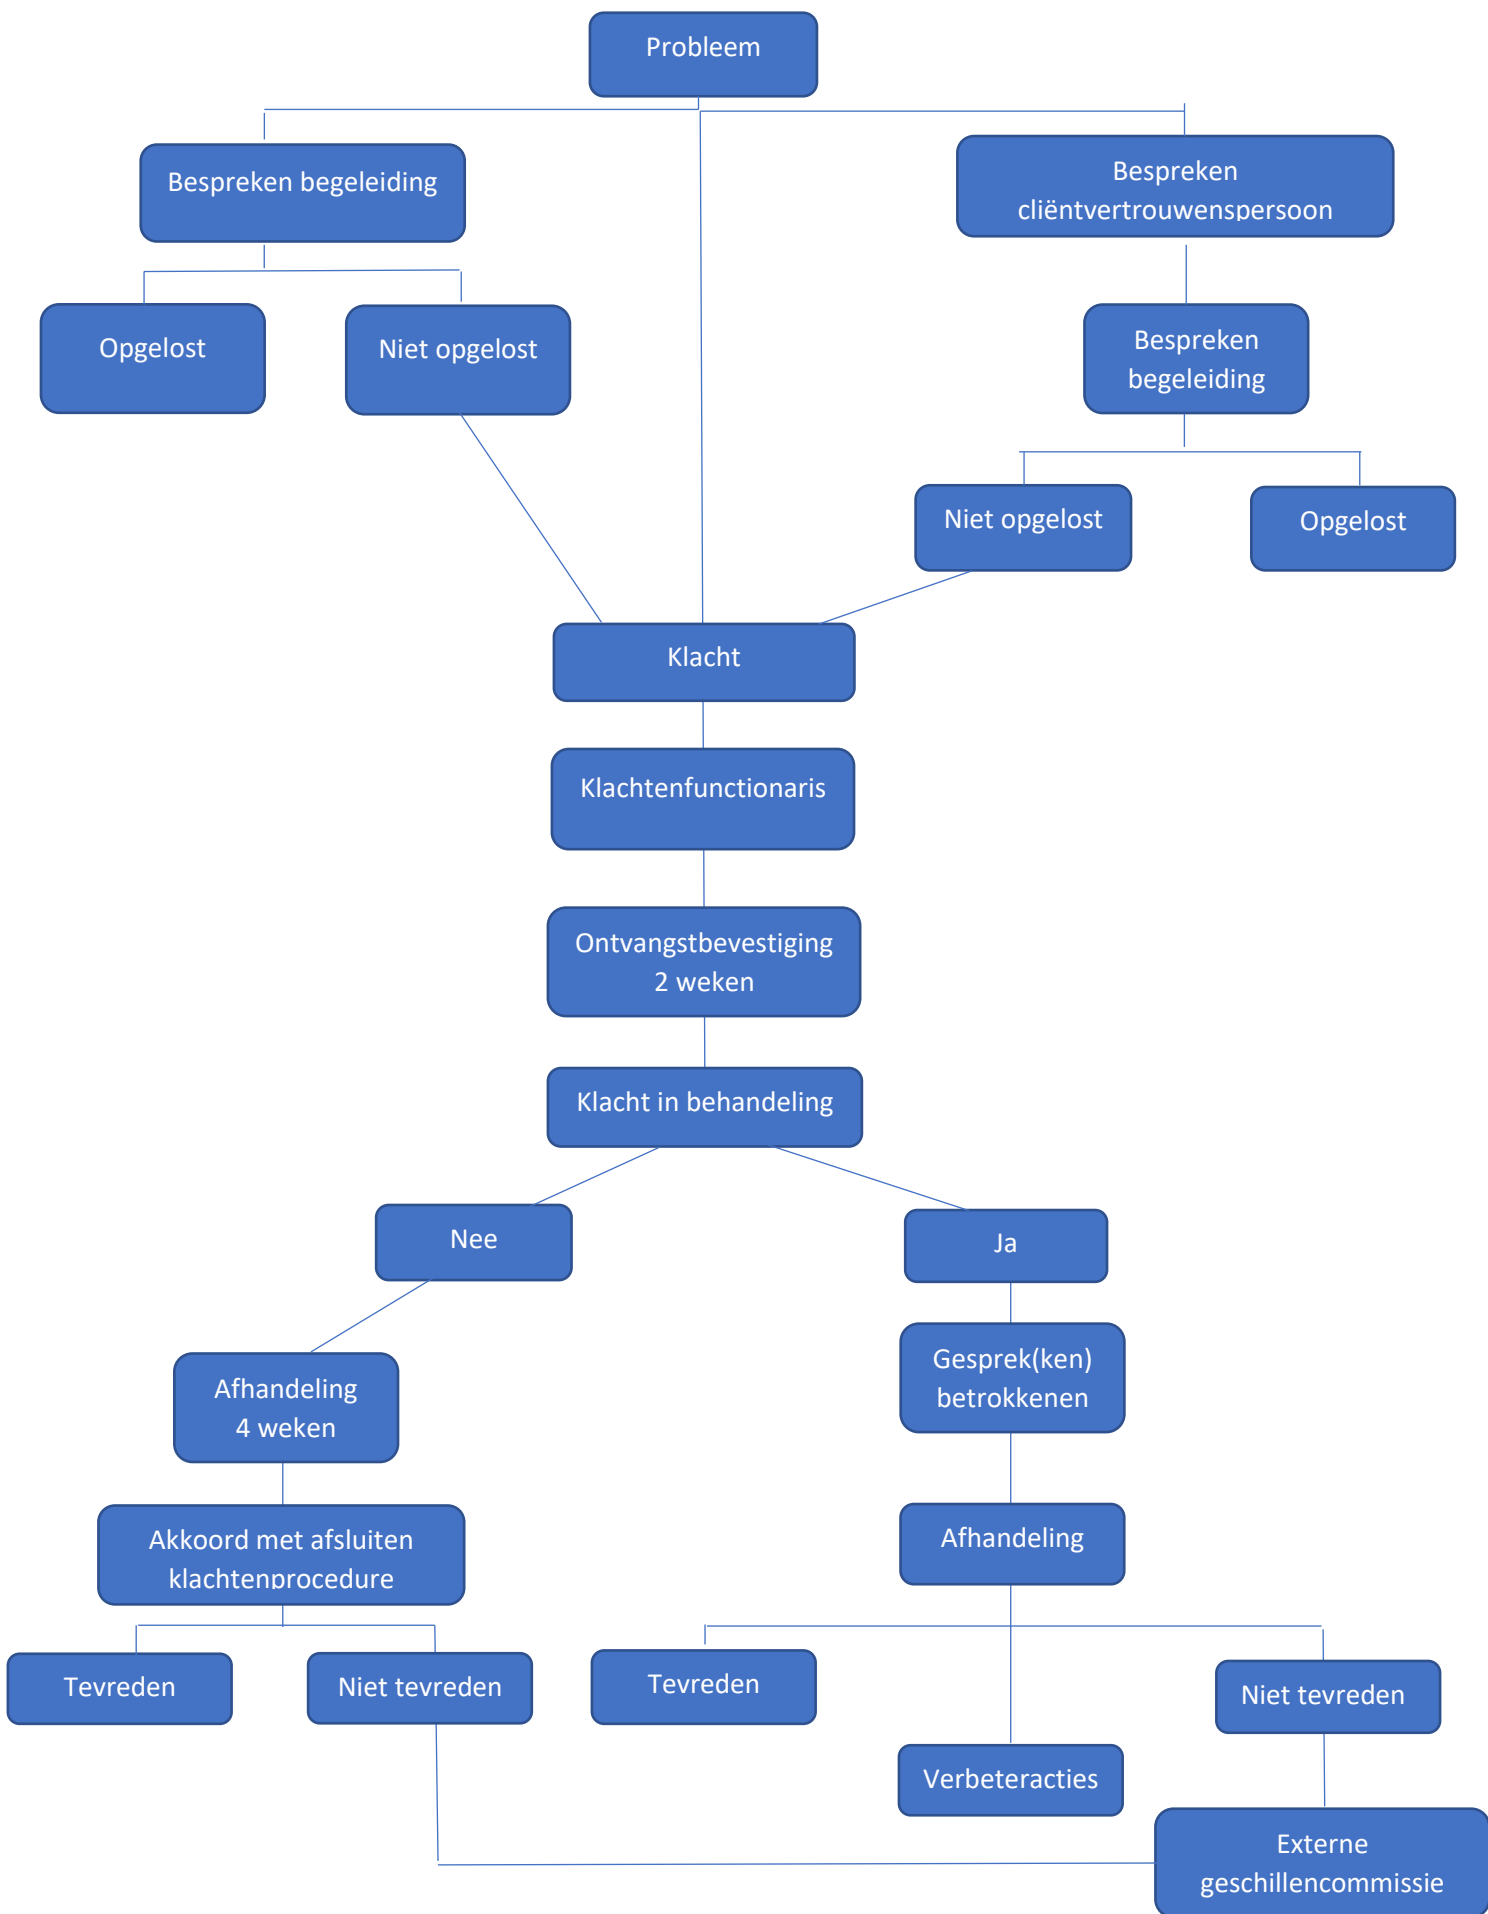 Probleem
Bespreken begeleiding
Bespreken
cliëntvertrouwenspersoon
Opgelost
Niet opgelost
Bespreken
begeleiding
Niet opgelost
Opgelost
Klacht
Klachtenfunctionaris
Ontvangstbevestiging
2 weken
Klacht in behandeling
Nee
Ja
Afhandeling
4 weken
Gesprek(ken)
betrokkenen
Akkoord met afsluiten
klachtenprocedure
Afhandeling
Tevreden
Niet tevreden
Tevreden
Niet tevreden
Verbeteracties
Externe
geschillencommissie